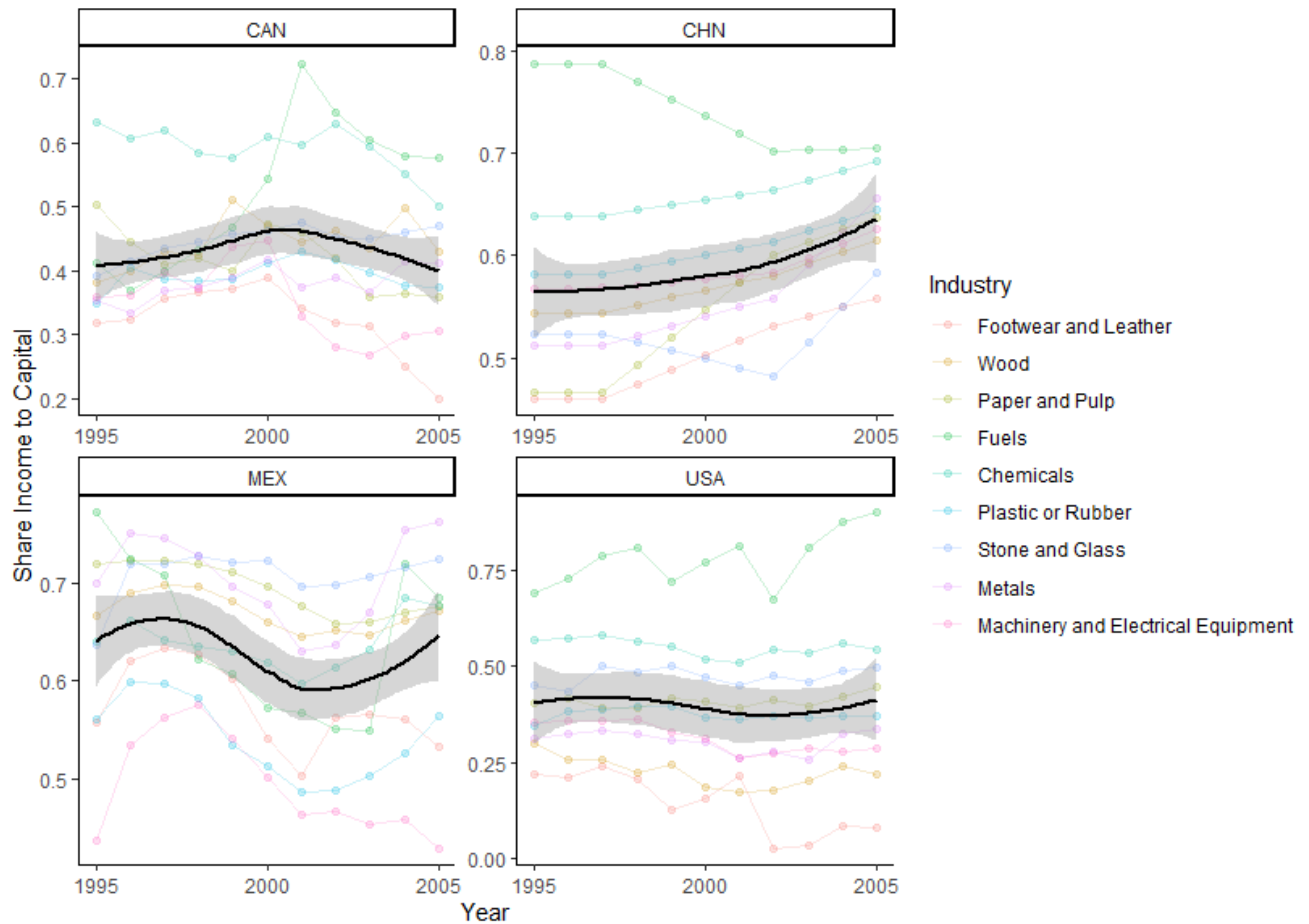 CAN
CHN
0.7
0.6
0.5
0.4
0.3
0.2
0.8
0.7
0.6
0.5
1995
2000
2005
1995
2000
2005
MEX
USA
0.7
0.6
0.5
0.75
0.50
0.25
0.00
1995
2000
2005
1995
2000
2005
Share Income to Capital
Year
Industry
Footwear and Leather
Wood
Paper and Pulp
Fuels
Chemicals
Plastic or Rubber
Stone and Glass
Metals
Machinery and Electrical Equipment